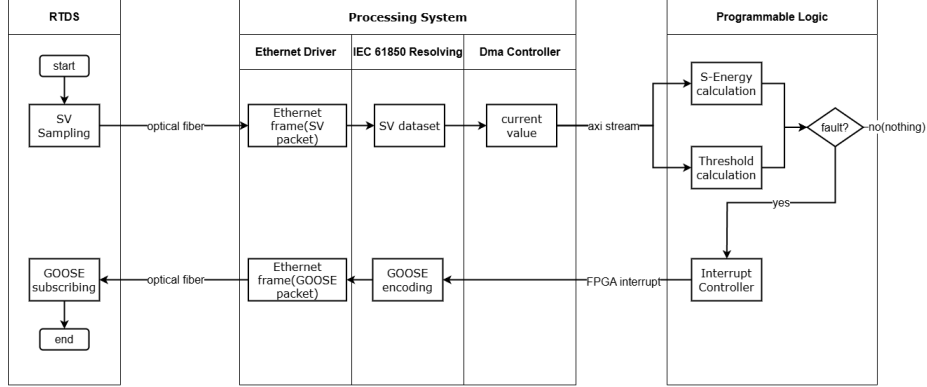 RTDS
Processing System
Programmable Logic
Ethernet Driver
IEC 61850 Resolving
Dma Controller
start
SV
Sampling
optical fiber
Ethernet
frame(SV
packet)
SV dataset
current
value
axi stream
S-Energy
calculation
Threshold
calculation
fault?
no(nothing)
yes
GOOSE
subscribing
optical fiber
Ethernet
frame(GOOSE
packet)
GOOSE
encoding
FPGA interrupt
Interrupt
Controller
end